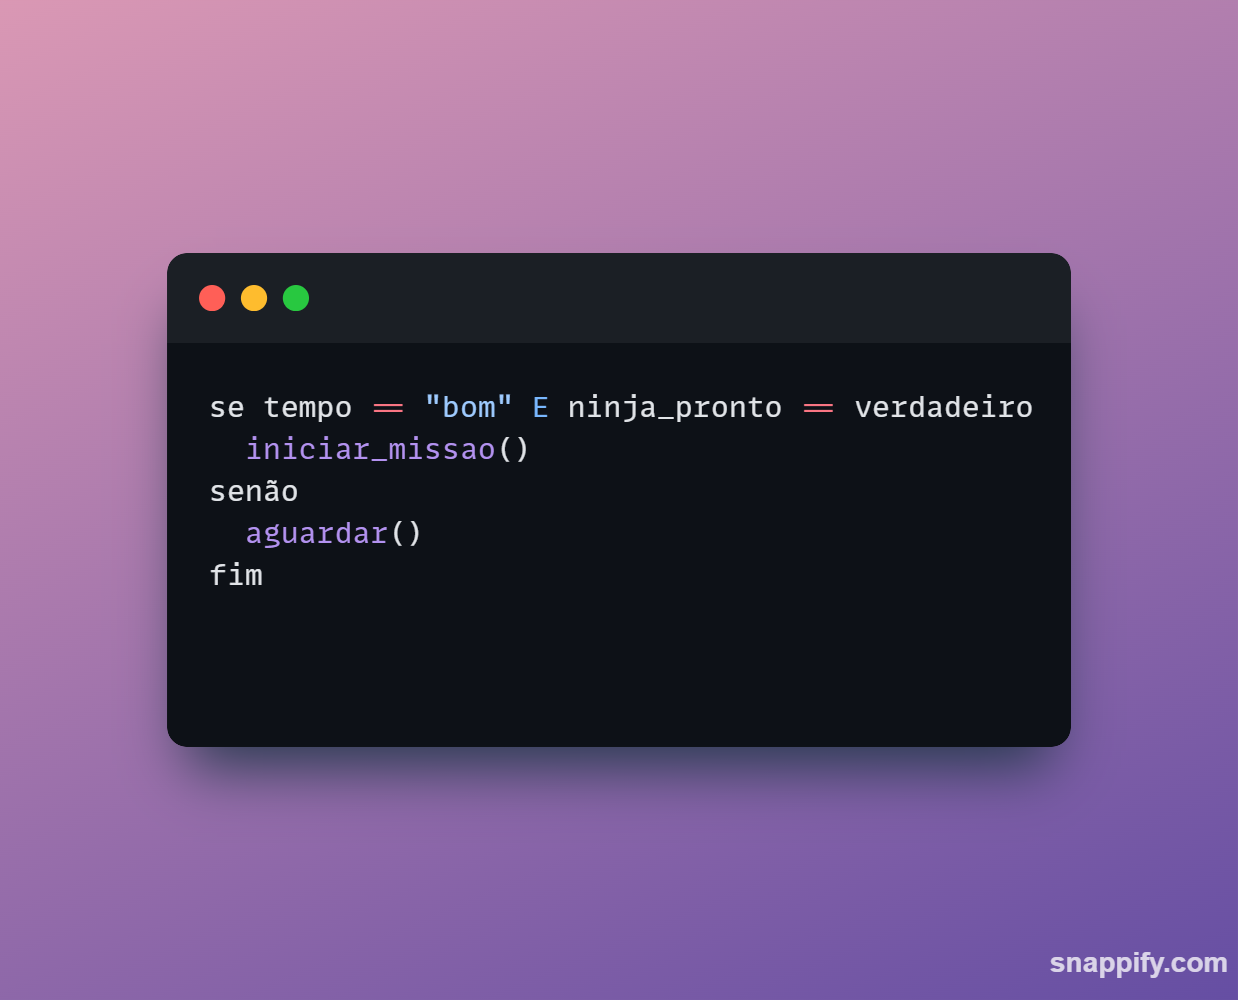 se tempo == "bom" E ninja_pronto == verdadeiro
  iniciar_missao()
senão
  aguardar()
fim
snappify.com